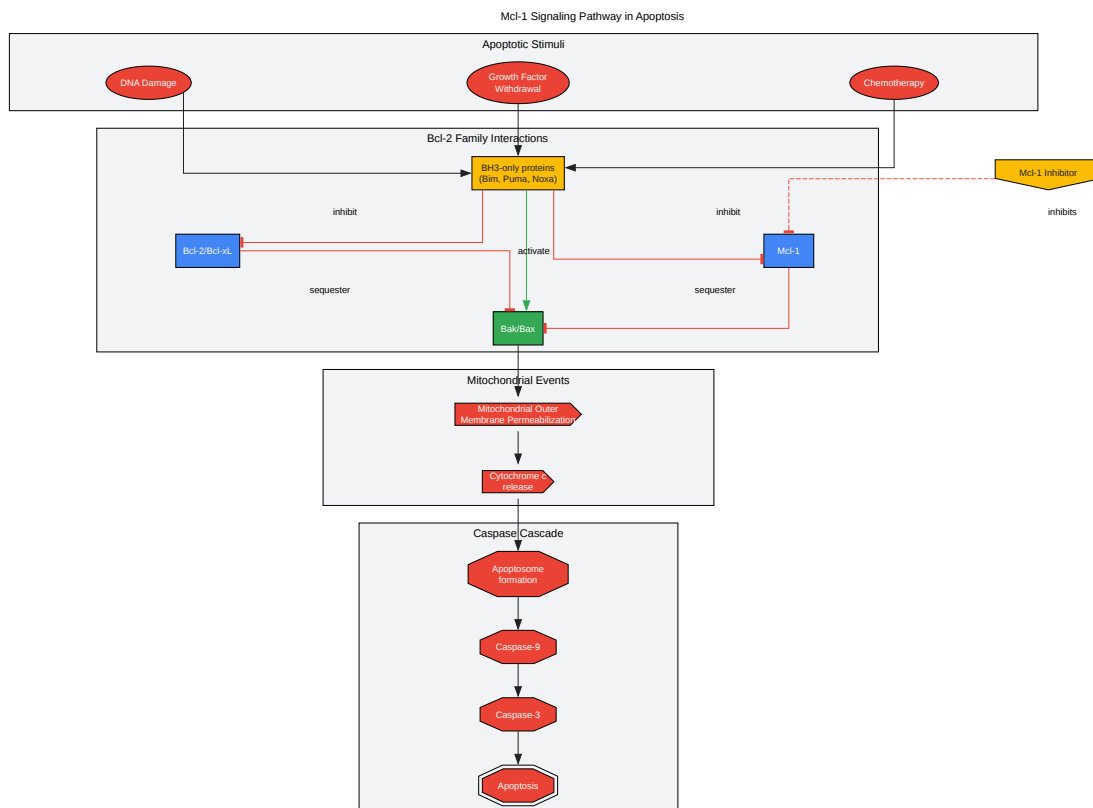 Mcl-1 Signaling Pathway in Apoptosis
Apoptotic Stimuli
DNA Damage
Growth Factor
Withdrawal
Chemotherapy
Bcl-2 Family Interactions
BH3-only proteins
(Bim, Puma, Noxa)
Mcl-1 Inhibitor
inhibit
inhibit
inhibits
Bcl-2/Bcl-xL
activate
Mcl-1
sequester
sequester
Bak/Bax
Mitochondrial Events
Mitochondrial Outer
Membrane Permeabilization
Cytochrome c
release
Caspase Cascade
Apoptosome
formation
Caspase-9
Caspase-3
Apoptosis